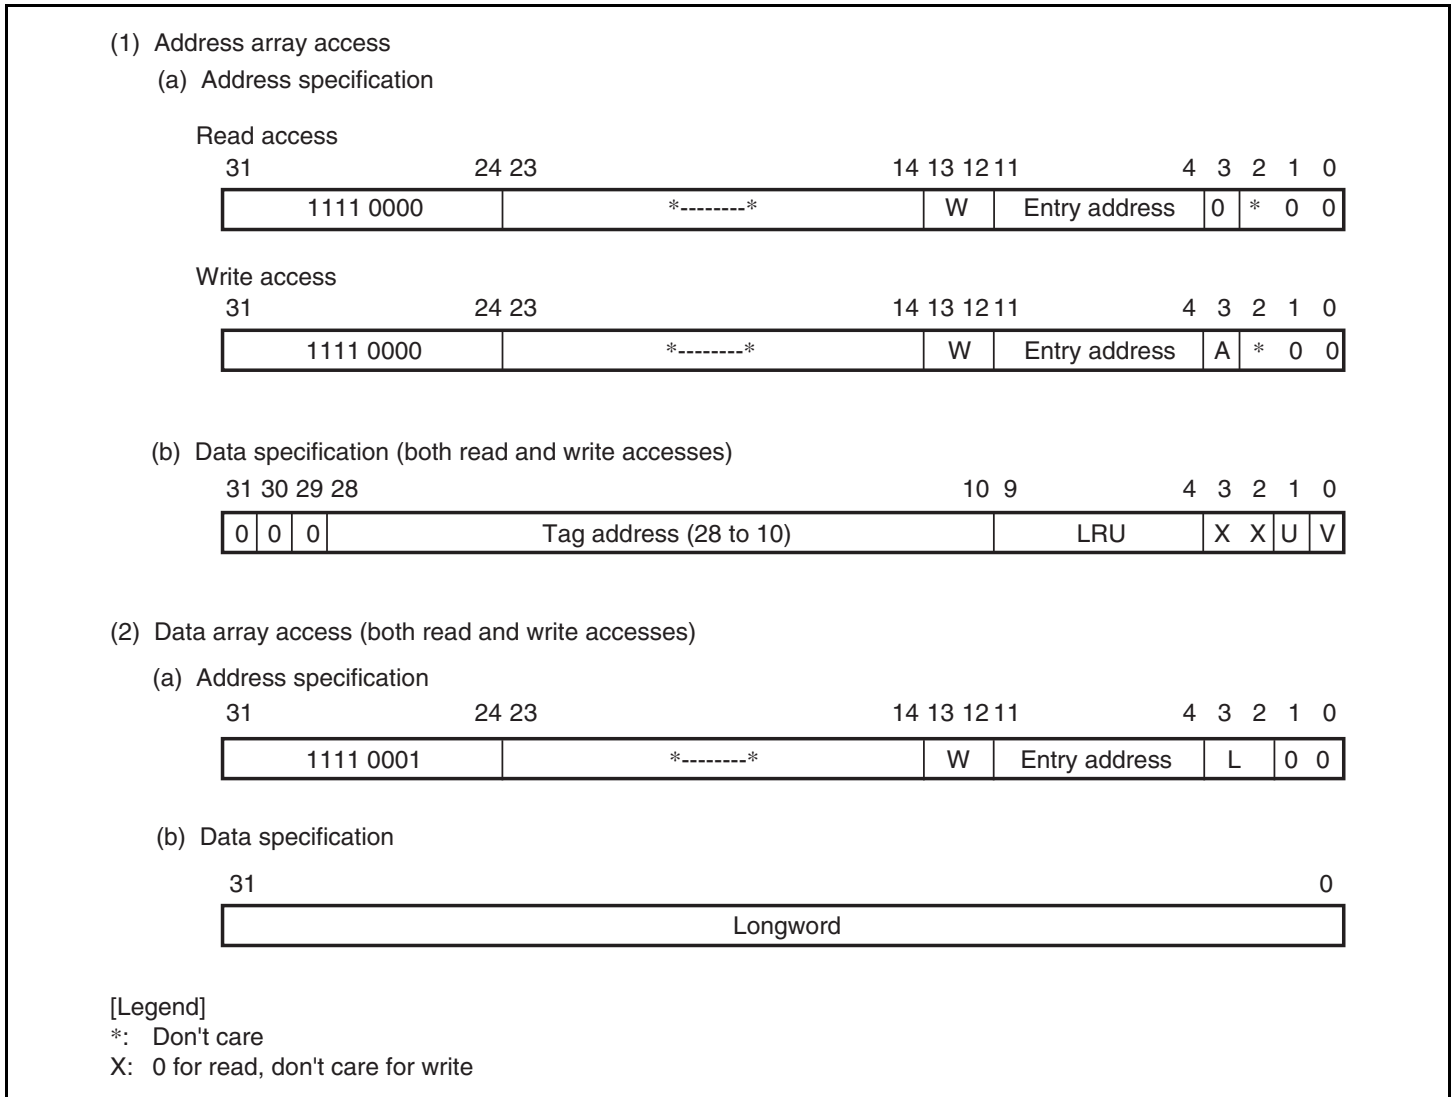 (1) Address array access
(a) Address specification
Read access
31 24 23 14 13 12 11 4 3 2 1 0
1111 0000 *--------* W Entry address 0 * 0 0
Write access
31 24 23 14 13 12 11 4 3 2 1 0
1111 0000 *--------* W Entry address A * 0 0
(b) Data specification (both read and write accesses)
31 30 29 28 10 9 4 3 2 1 0
0 0 0 Tag address (28 to 10) LRU X X U V
(2) Data array access (both read and write accesses)
(a) Address specification
31 24 23 14 13 12 11 4 3 2 1 0
1111 0001 *--------* W Entry address L 0 0
(b) Data specification
31 0
Longword
[Legend]
*: Don't care
X: 0 for read, don't care for write